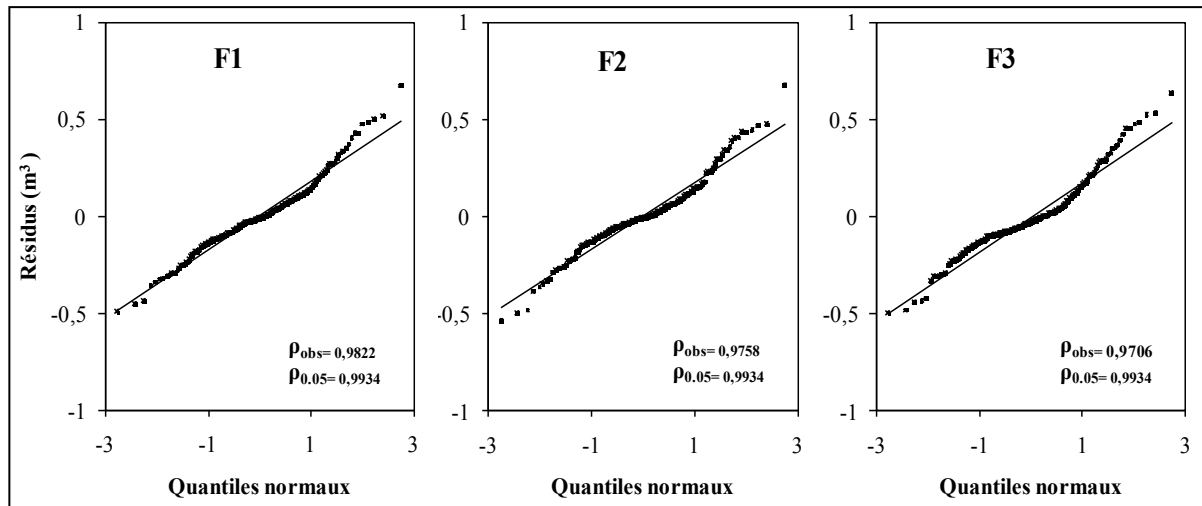 F1
1
0,5
0
-0,5
-1
Résidus (m³ )
ρobs= 0,9822
ρ0.05= 0,9934
-3 -1 1 3
Quantiles normaux
F2
1
0,5
0
-0,5
-1
ρobs= 0,9758
ρ0.05= 0,9934
-3 -1 1 3
Quantiles normaux
F3
1
0,5
0
-0,5
-1
ρobs= 0,9706
ρ0.05= 0,9934
-3 -1 1 3
Quantiles normaux